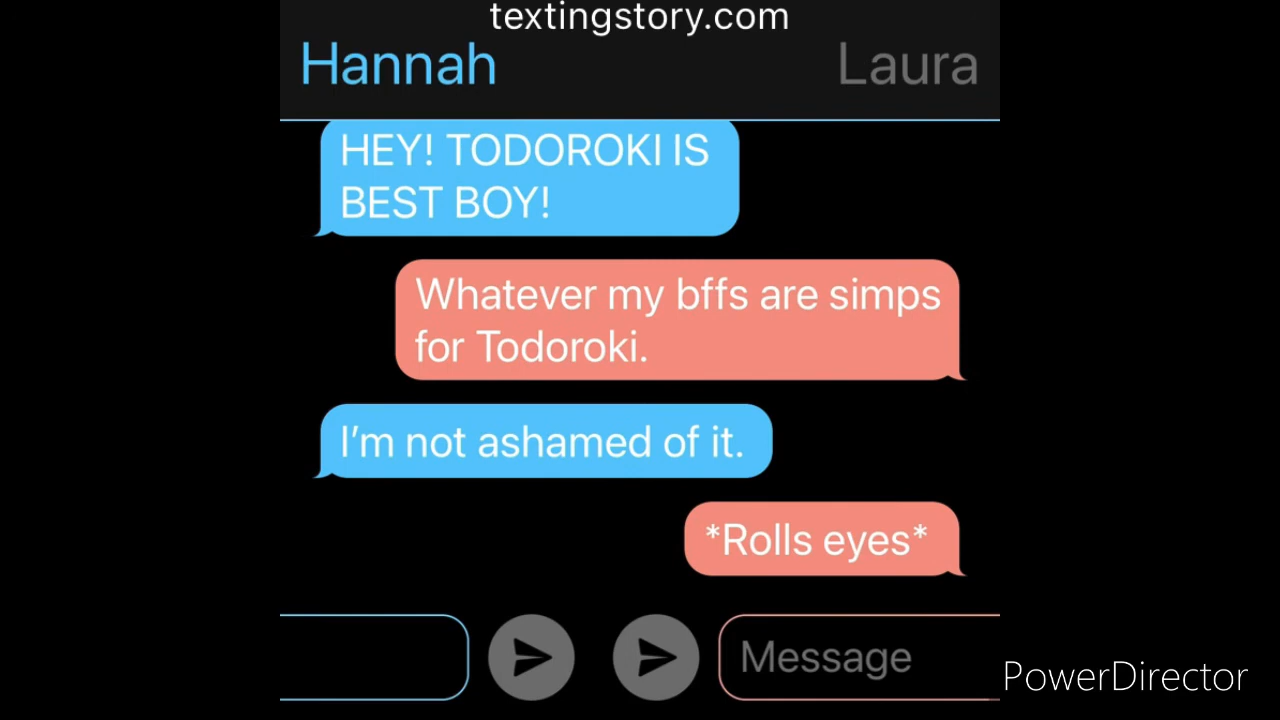 textingstory.com
Hannah
Laura
HEY! TODOROKI IS
BEST BOY!
Whatever my bffs are simps
for Todoroki.
I’m not ashamed of it.
*Rolls eyes*
Message
PowerDirector